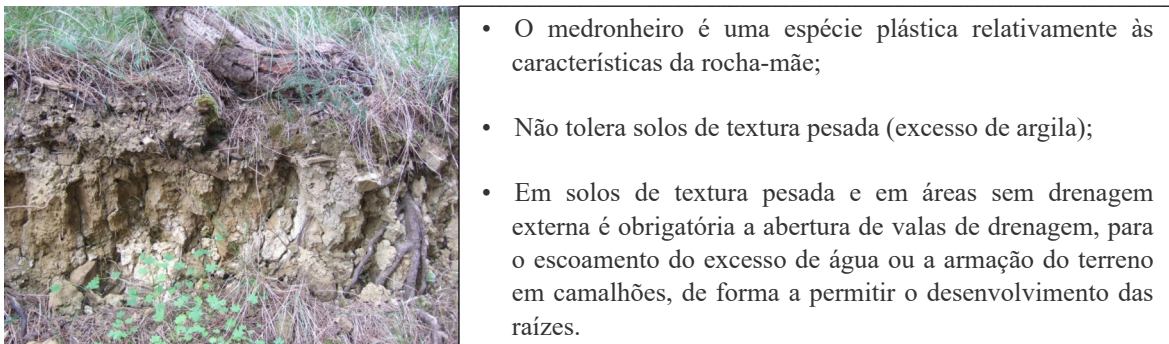 • O medronheiro é uma espécie plástica relativamente às
características da rocha-mãe;
• Não tolera solos de textura pesada (excesso de argila);
• Em solos de textura pesada e em áreas sem drenagem
externa é obrigatória a abertura de valas de drenagem, para
o escoamento do excesso de água ou a armação do terreno
em camalhões, de forma a permitir o desenvolvimento das
raízes.